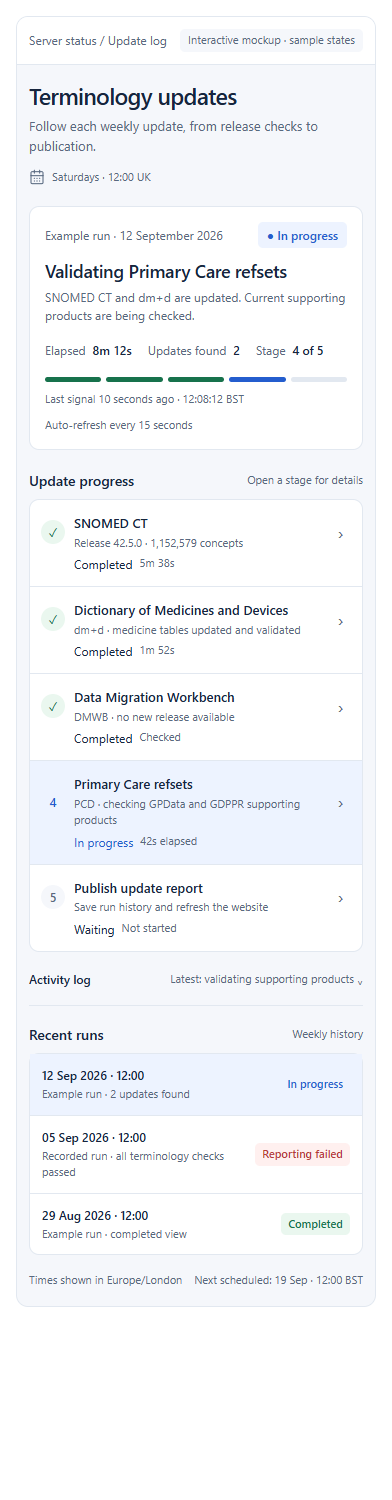 Server status / Update log
Interactive mockup · sample states
Terminology updates
Follow each weekly update, from release checks to
publication.
Saturdays · 12:00 UK
Example run · 12 September 2026
● In progress
Validating Primary Care refsets
SNOMED CT and dm+d are updated. Current supporting
products are being checked.
Elapsed 8m 12s Updates found 2 Stage 4 of 5
Last signal 10 seconds ago · 12:08:12 BST
Auto-refresh every 15 seconds
Update progress
Open a stage for details
✓
SNOMED CT
Release 42.5.0 · 1,152,579 concepts
Completed 5m 38s
›
✓
Dictionary of Medicines and Devices
dm+d · medicine tables updated and validated
Completed 1m 52s
›
✓
Data Migration Workbench
DMWB · no new release available
Completed Checked
›
4
Primary Care refsets
PCD · checking GPData and GDPPR supporting
products
In progress 42s elapsed
›
5
Publish update report
Save run history and refresh the website
Waiting Not started
›
Activity log
Latest: validating supporting products ⌄
Recent runs
Weekly history
12 Sep 2026 · 12:00
Example run · 2 updates found
In progress
05 Sep 2026 · 12:00
Recorded run · all terminology checks
passed
Reporting failed
29 Aug 2026 · 12:00
Example run · completed view
Completed
Times shown in Europe/London
Next scheduled: 19 Sep · 12:00 BST